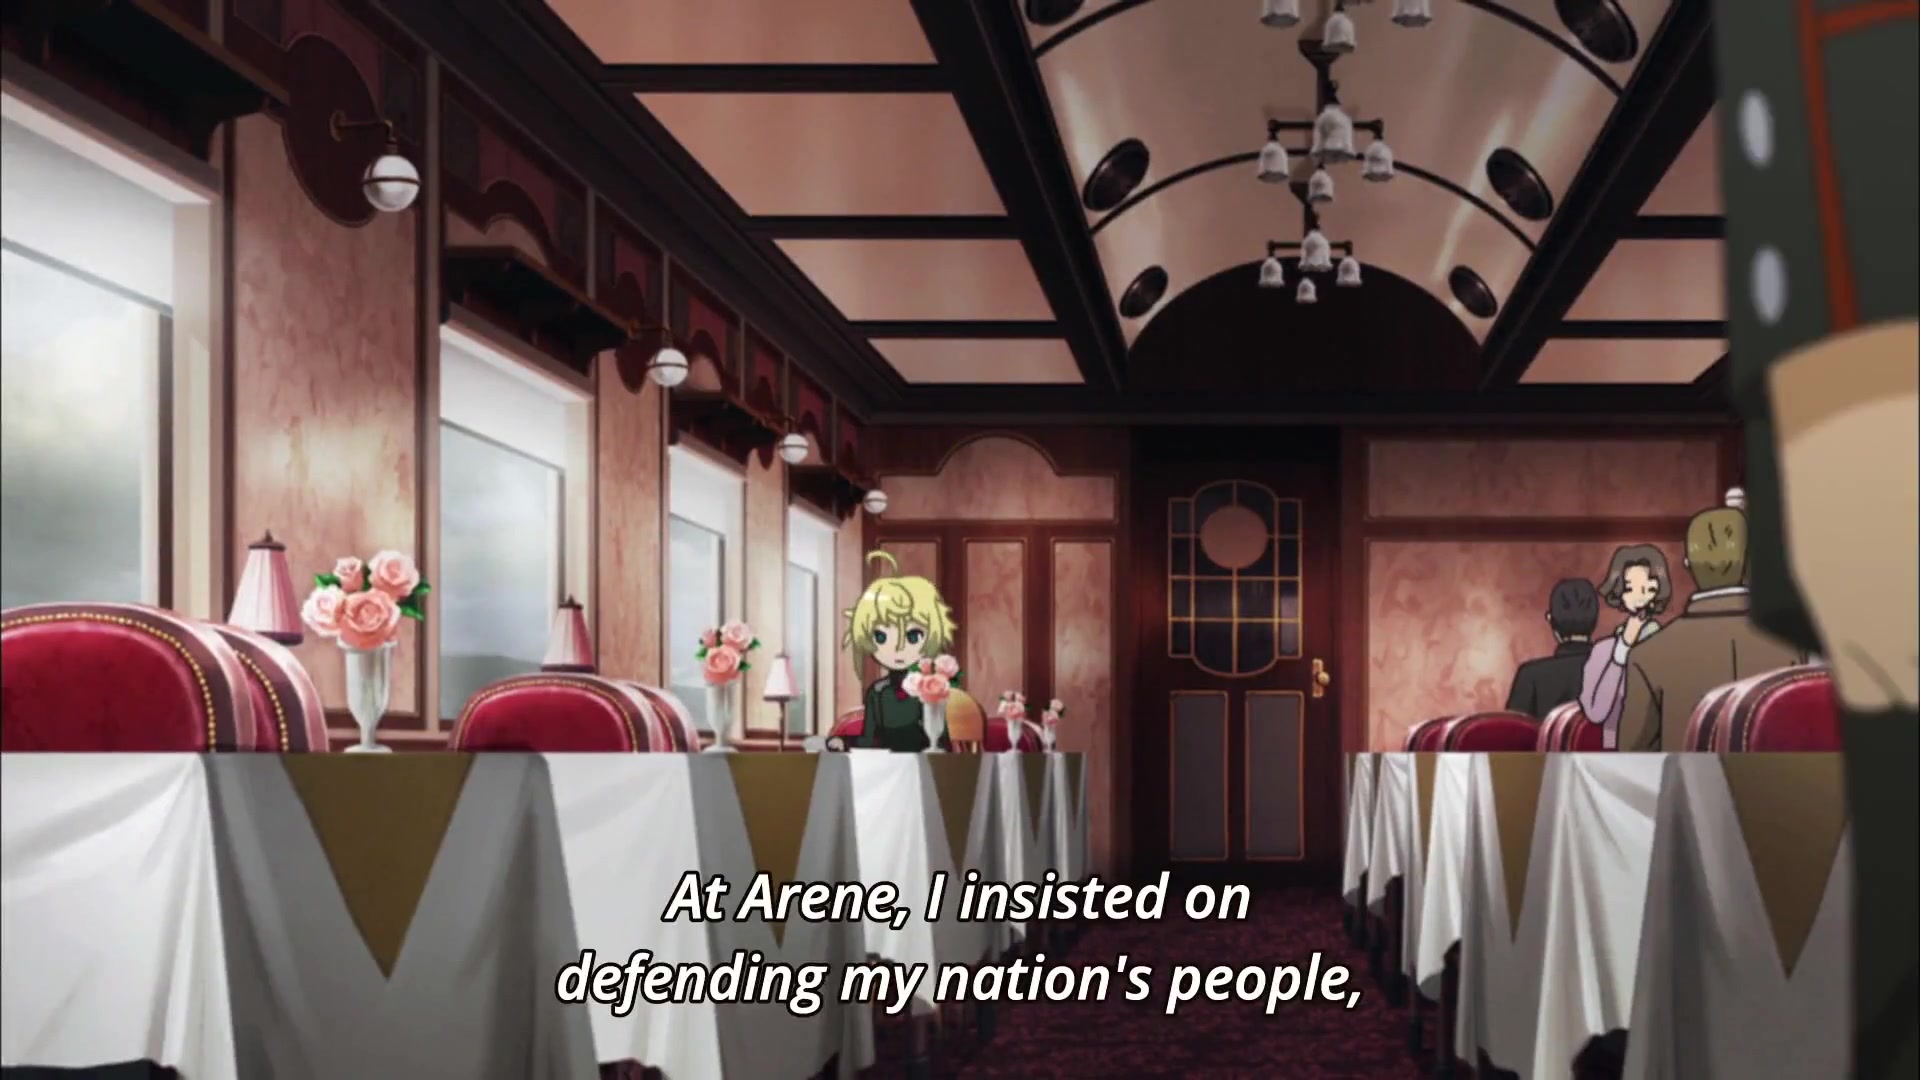 At Arene, I insisted on
defending my nation's people,